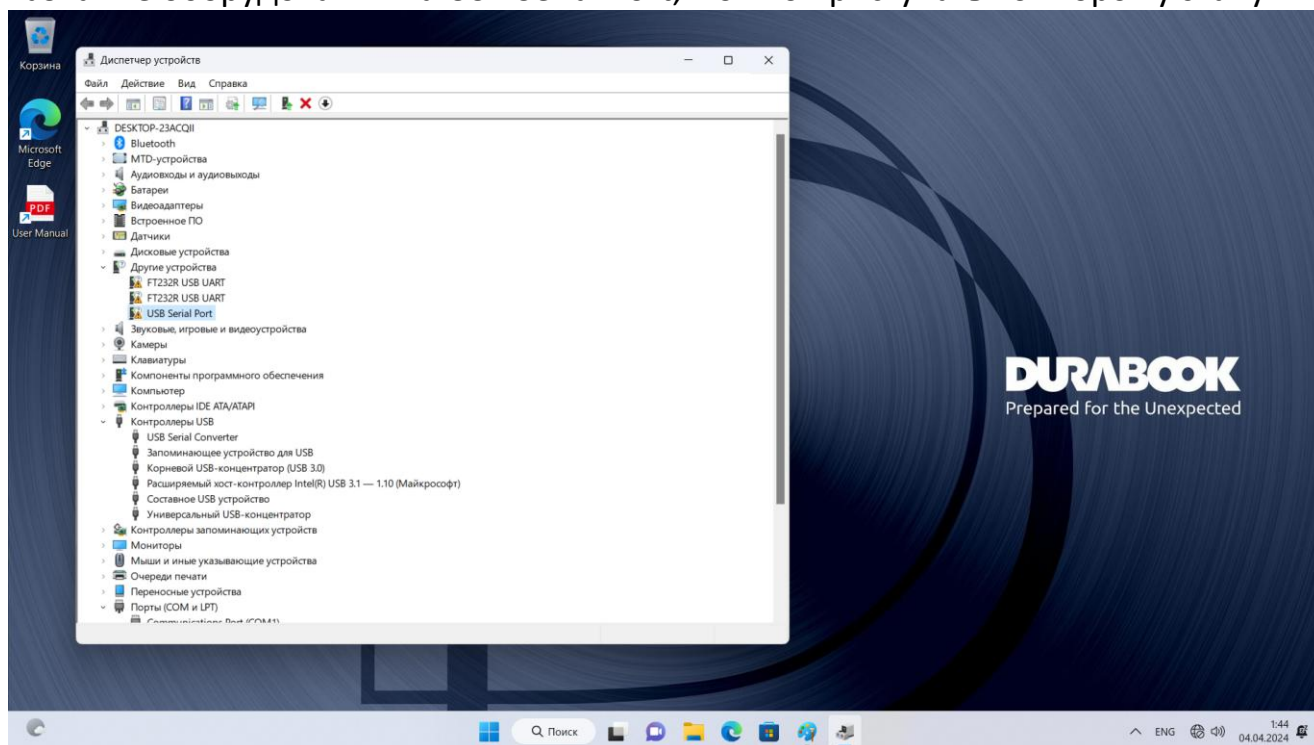 Корзина
Microsoft
Edge
PDF
User Manual
Диспетчер устройств
Файл Действие Вид Справка
DESKTOP-23ACQII
Bluetooth
MTD-устройства
Аудиовходы и аудиовыходы
Батареи
Видеоадаптеры
Встроенное ПО
Датчики
Дисковые устройства
Другие устройства
FT232R USB UART
FT232R USB UART
USB Serial Port
Звуковые, игровые и видеоустройства
Камеры
Клавиатуры
Компоненты программного обеспечения
Компьютер
Контроллеры IDE ATA/ATAPI
Контроллеры USB
USB Serial Converter
Запоминающее устройство для USB
Корневой USB-концентратор (USB 3.0)
Расширяемый хост-контроллер Intel(R) USB 3.1 — 1.10 (Майкрософт)
Составное USB устройство
Универсальный USB-концентратор
Контроллеры запоминающих устройств
Мониторы
Мыши и иные указывающие устройства
Очереди печати
Переносные устройства
Порты (COM и LPT)
Communications Port (COM1)
DURABOOK
Prepared for the Unexpected
Поиск
ENG
1:44
04.04.2024